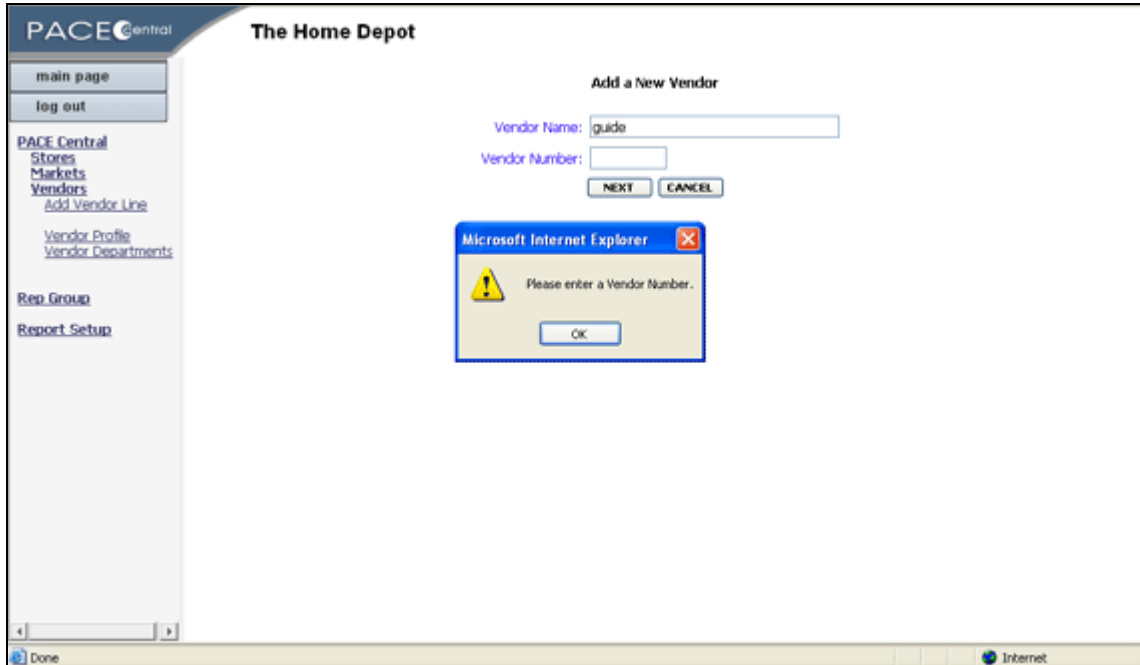 PACE Central
The Home Depot
main page
log out
PACE Central
Stores
Markets
Vendors
Add Vendor Line
Vendor Profile
Vendor Departments
Rep Group
Report Setup
Add a New Vendor
Vendor Name: guide
Vendor Number:
NEXT CANCEL
Microsoft Internet Explorer
Please enter a Vendor Number.
OK
Done
Internet